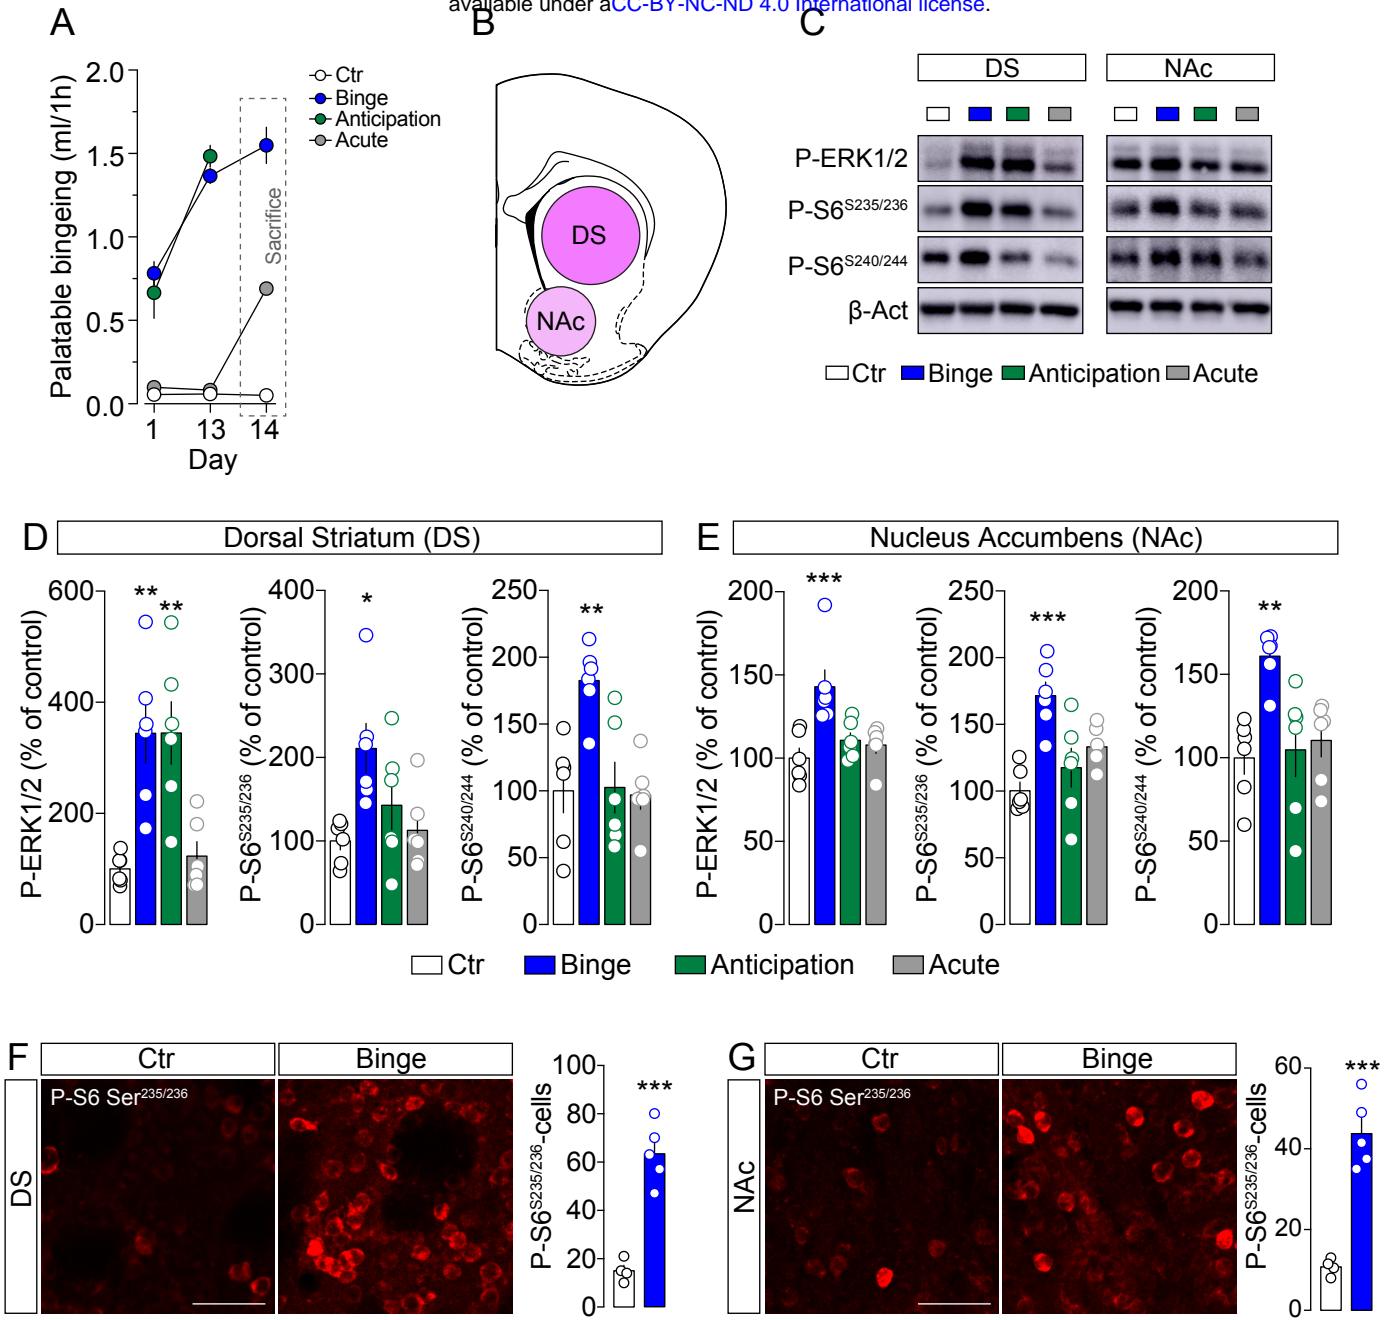 available under aCC-BY-NC-ND 4.0 International license.
A
Palatable bingeing (ml/1h)
2.0
1.5
1.0
0.5
0.0
1
13
14
Day
Sacrifice
Ctr
Binge
Anticipation
Acute
B
DS
NAc
C
DS
NAc
P-ERK1/2
P-S6S235/236
P-S6S240/244
β-Act
Ctr Binge Anticipation Acute
D
Dorsal Striatum (DS)
P-ERK1/2 (% of control)
600
400
200
0
**
**
P-S6S235/236 (% of control)
400
300
200
100
0
*
P-S6S240/244 (% of control)
250
200
150
100
50
0
**
E
Nucleus Accumbens (NAc)
P-ERK1/2 (% of control)
200
150
100
50
0
***
P-S6S235/236 (% of control)
250
200
150
100
50
0
***
P-S6S240/244 (% of control)
200
150
100
50
0
**
Ctr Binge Anticipation Acute
F
Ctr
Binge
DS
P-S6 Ser235/236
P-S6S235/236-cells
100
80
60
40
20
0
***
G
Ctr
Binge
NAc
P-S6 Ser235/236
P-S6S235/236-cells
60
40
20
0
***